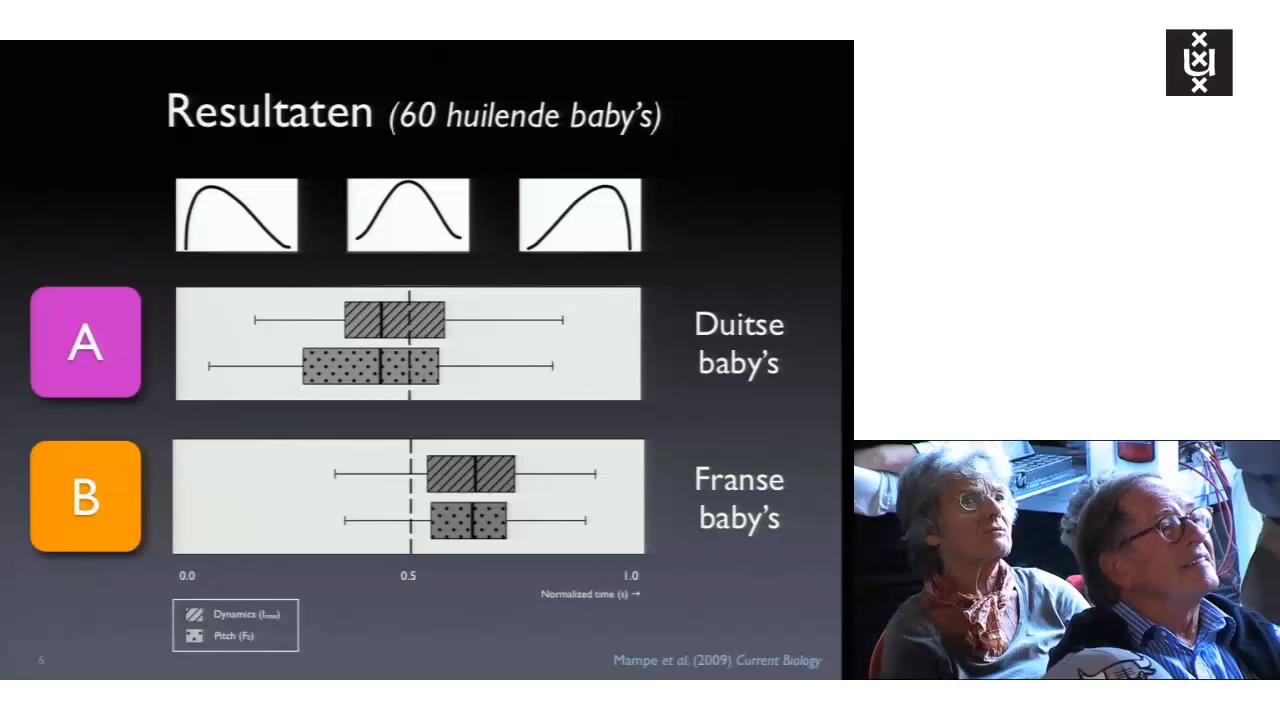 Resultaten (60 huilende baby's)
A
Duitse
baby's
B
Franse
baby's
0.0 0.5 1.0
Normalized time (s) →
Dynamics (Imax)
Pitch (F0)
6
Mampe et al. (2009) Current Biology